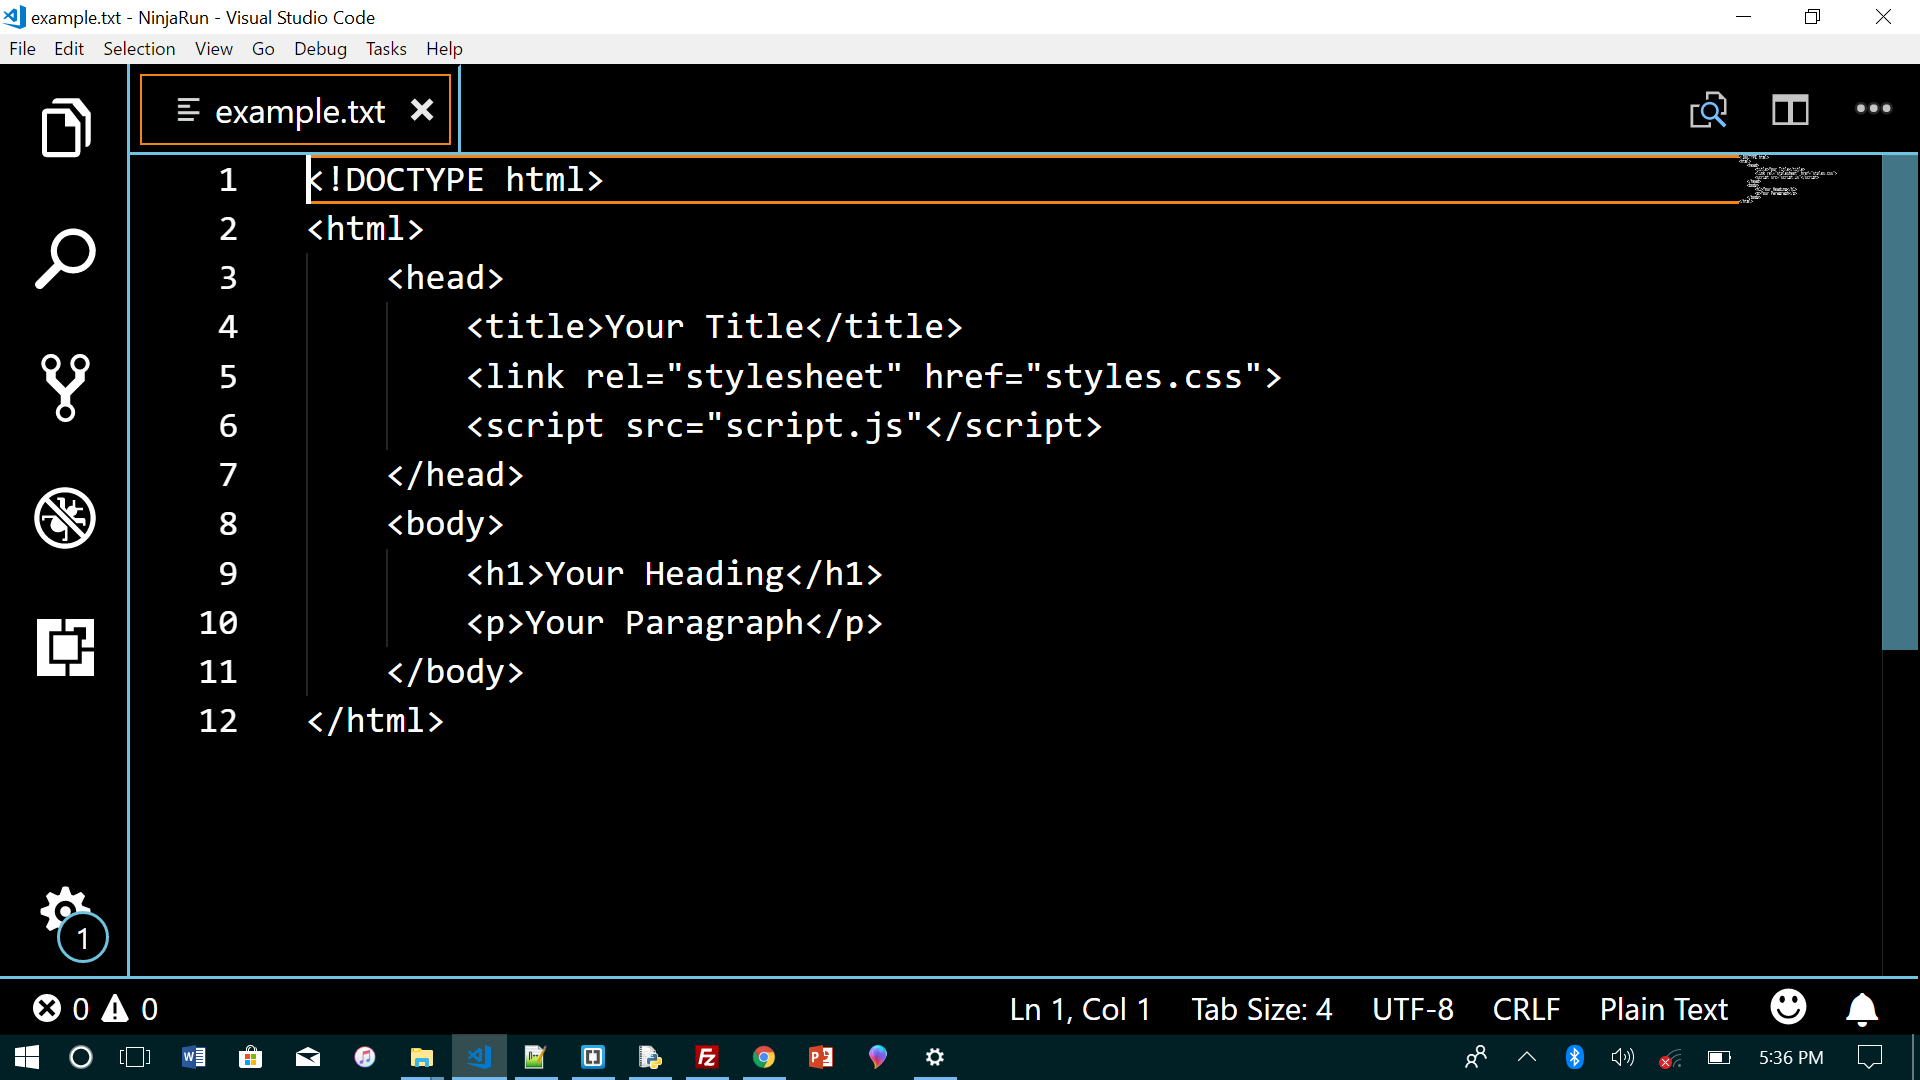 example.txt - NinjaRun - Visual Studio Code
File Edit Selection View Go Debug Tasks Help
example.txt
1 <!DOCTYPE html>
2 <html>
3     <head>
4         <title>Your Title</title>
5         <link rel="stylesheet" href="styles.css">
6         <script src="script.js"</script>
7     </head>
8     <body>
9         <h1>Your Heading</h1>
10         <p>Your Paragraph</p>
11     </body>
12 </html>
1
0 0 Ln 1, Col 1 Tab Size: 4 UTF-8 CRLF Plain Text
5:36 PM